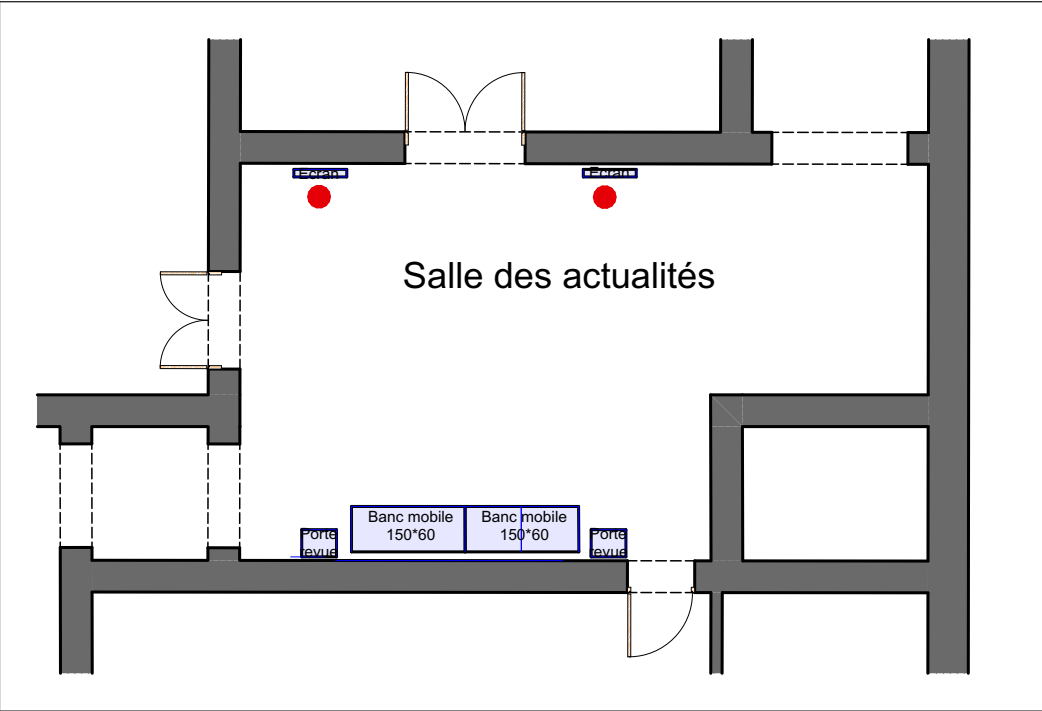 Ecran
Ecran
Salle des actualités
Banc mobile
150*60
Banc mobile
150*60
Porte
revue
Porte
revue